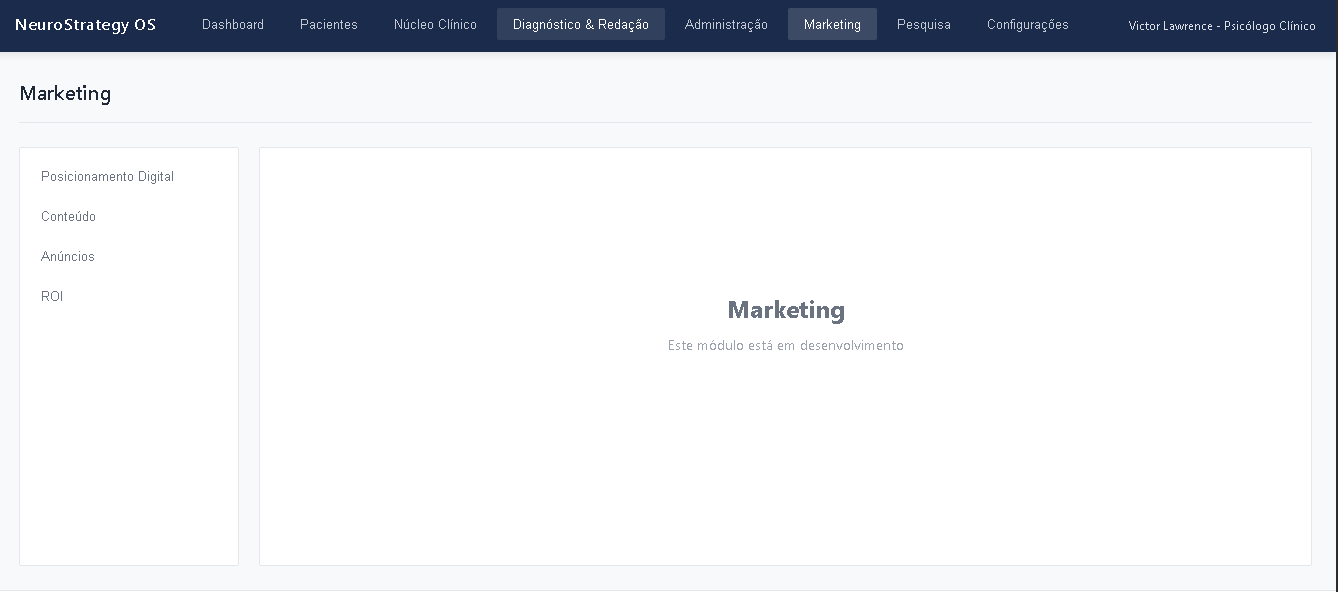 NeuroStrategy OS Dashboard Pacientes Núcleo Clínico Diagnóstico & Redação Administração Marketing Pesquisa Configurações Victor Lawrence - Psicólogo Clínico
Marketing
Posicionamento Digital
Conteúdo
Anúncios
ROI
Marketing
Este módulo está em desenvolvimento